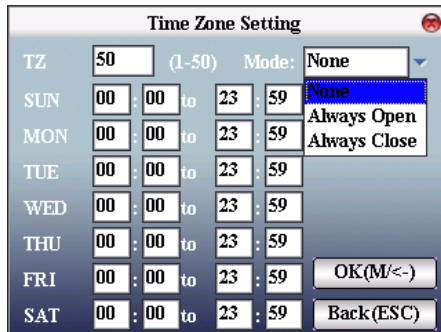 Time Zone Setting
TZ 50 (1-50) Mode: None
None
Always Open
Always Close
SUN 00 : 00 to 23 : 59
MON 00 : 00 to 23 : 59
TUE 00 : 00 to 23 : 59
WED 00 : 00 to 23 : 59
THU 00 : 00 to 23 : 59
FRI 00 : 00 to 23 : 59 OK(M/<-)
SAT 00 : 00 to 23 : 59 Back(ESC)